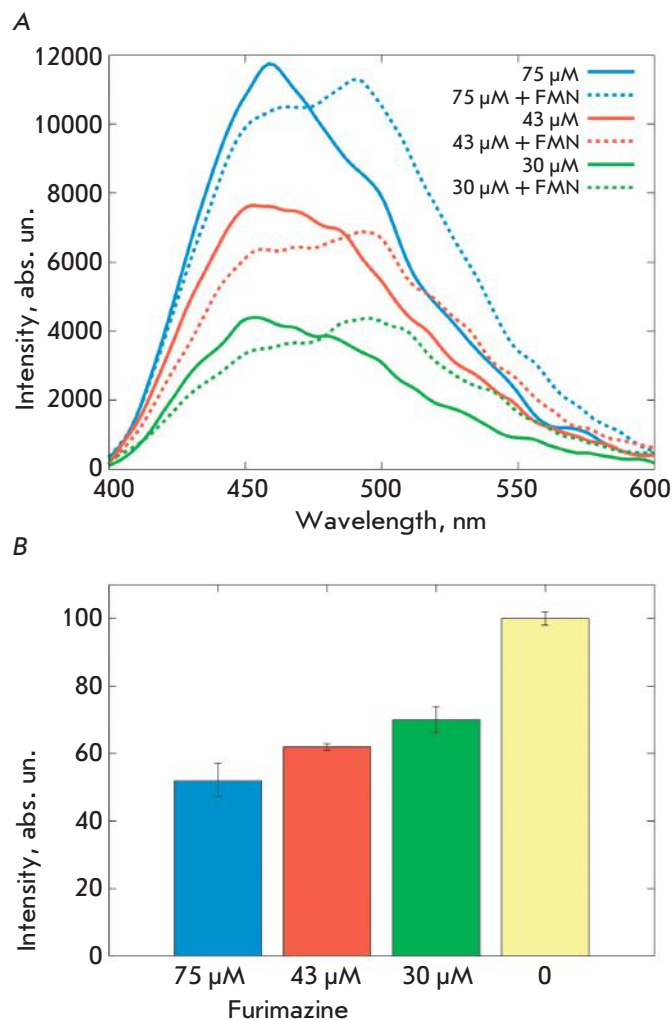 A
12000
10000
8000
6000
4000
2000
0
Intensity, abs. un.
75 μM
75 μM + FMN
43 μM
43 μM + FMN
30 μM
30 μM + FMN
400 450 500 550 600
Wavelength, nm
B
100
80
60
40
20
0
Intensity, abs. un.
75 μM 43 μM 30 μM 0
Furimazine